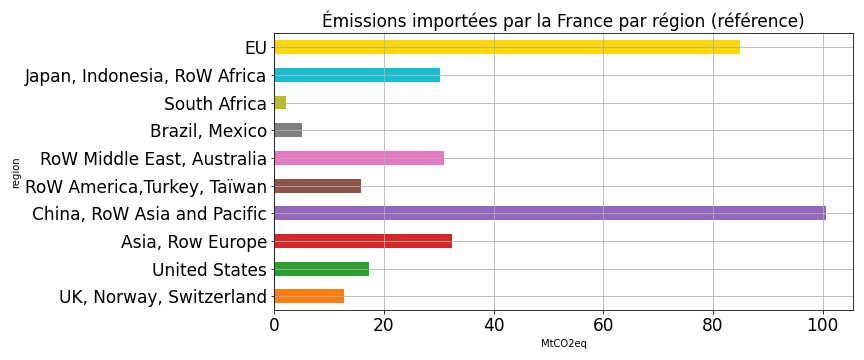 Émissions importées par la France par région (référence)
EU
Japan, Indonesia, RoW Africa
South Africa
Brazil, Mexico
RoW Middle East, Australia
RoW America,Turkey, Taïwan
China, RoW Asia and Pacific
Asia, Row Europe
United States
UK, Norway, Switzerland
region
0 20 40 60 80 100
MtCO2eq